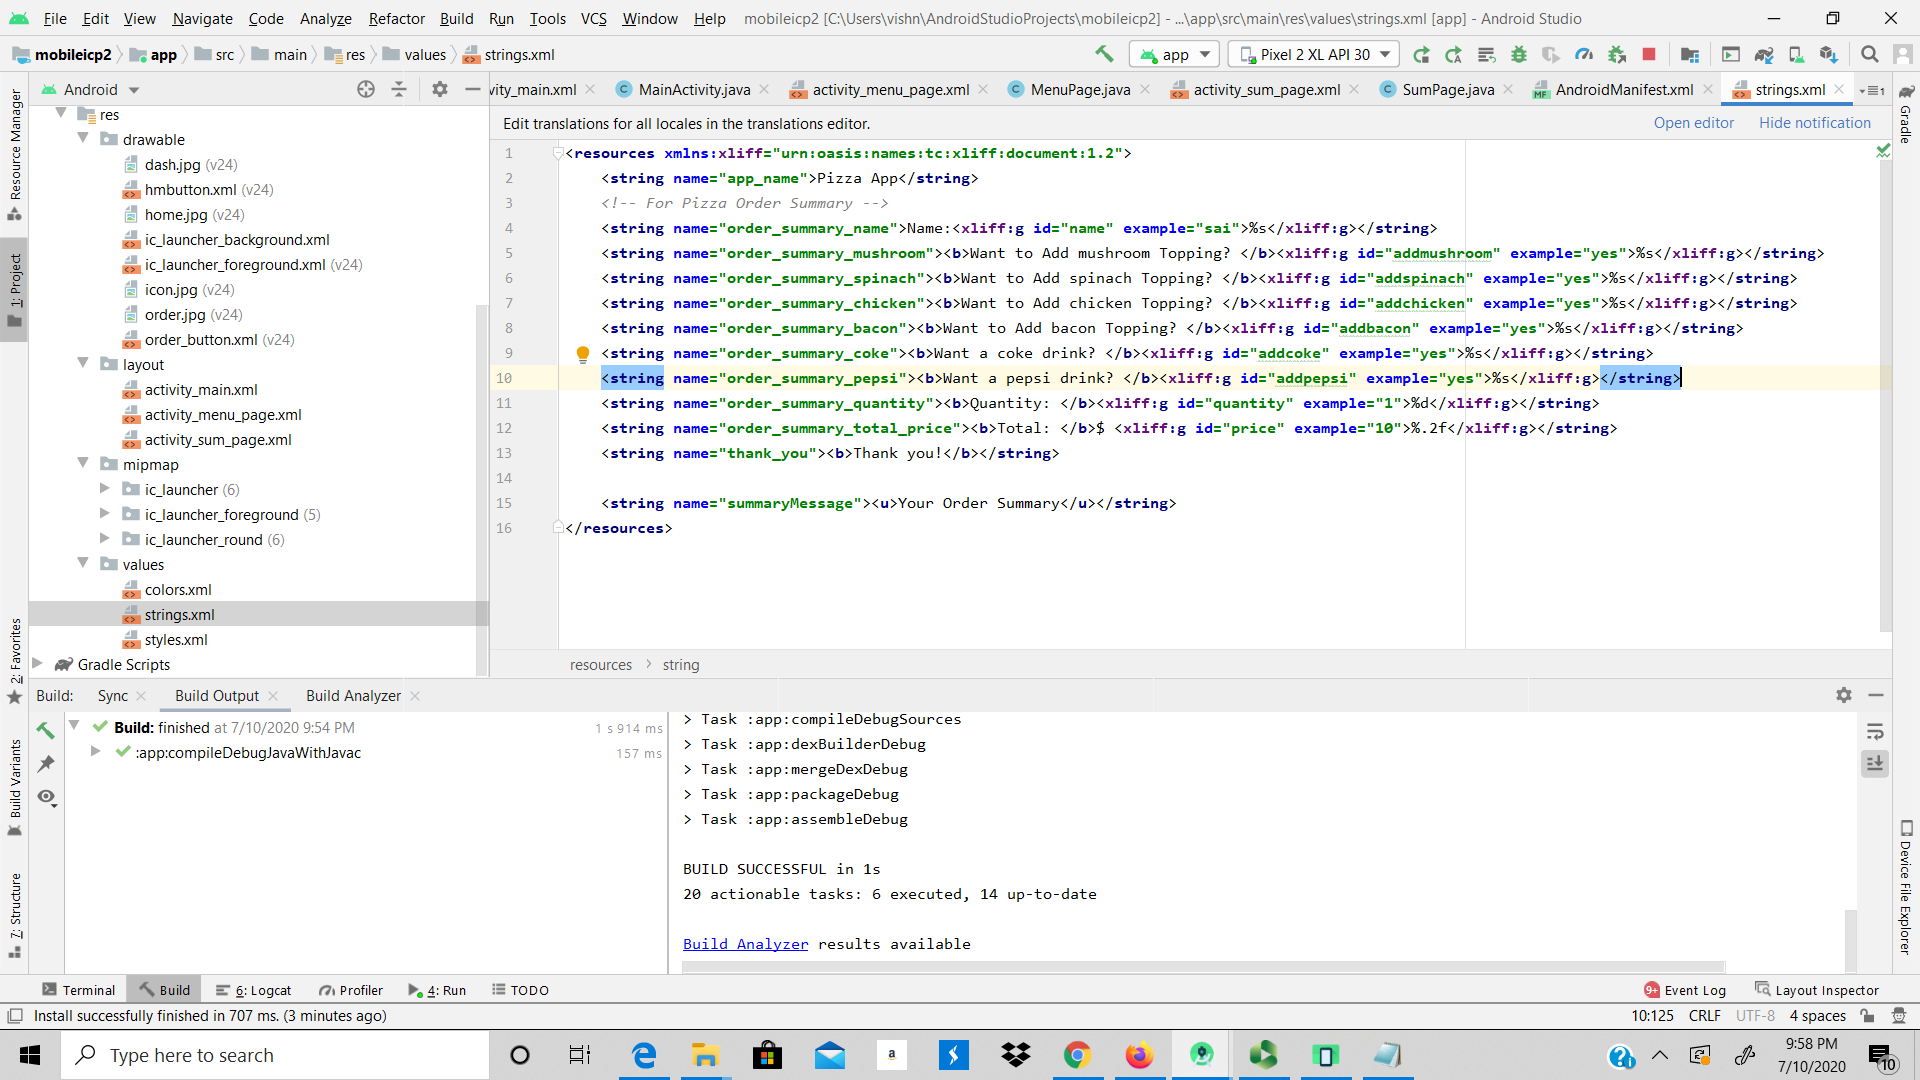 File Edit View Navigate Code Analyze Refactor Build Run Tools VCS Window Help mobileicp2 [C:\Users\vishn\AndroidStudioProjects\mobileicp2] - ...\app\src\main\res\values\strings.xml [app] - Android Studio
mobileicp2 app src main res values strings.xml app Pixel 2 XL API 30
Android
vity_main.xml MainActivity.java activity_menu_page.xml MenuPage.java activity_sum_page.xml SumPage.java AndroidManifest.xml strings.xml 1
Edit translations for all locales in the translations editor. Open editor Hide notification
Resource Manager
1: Project
2: Favorites
Build Variants
7: Structure
Gradle
Device File Explorer
res
drawable
dash.jpg (v24)
hmbutton.xml (v24)
home.jpg (v24)
ic_launcher_background.xml
ic_launcher_foreground.xml (v24)
icon.jpg (v24)
order.jpg (v24)
order_button.xml (v24)
layout
activity_main.xml
activity_menu_page.xml
activity_sum_page.xml
mipmap
ic_launcher (6)
ic_launcher_foreground (5)
ic_launcher_round (6)
values
colors.xml
strings.xml
styles.xml
Gradle Scripts
1 <resources xmlns:xliff="urn:oasis:names:tc:xliff:document:1.2">
2 <string name="app_name">Pizza App</string>
3 <!-- For Pizza Order Summary -->
4 <string name="order_summary_name">Name:<xliff:g id="name" example="sai">%s</xliff:g></string>
5 <string name="order_summary_mushroom"><b>Want to Add mushroom Topping? </b><xliff:g id="addmushroom" example="yes">%s</xliff:g></string>
6 <string name="order_summary_spinach"><b>Want to Add spinach Topping? </b><xliff:g id="addspinach" example="yes">%s</xliff:g></string>
7 <string name="order_summary_chicken"><b>Want to Add chicken Topping? </b><xliff:g id="addchicken" example="yes">%s</xliff:g></string>
8 <string name="order_summary_bacon"><b>Want to Add bacon Topping? </b><xliff:g id="addbacon" example="yes">%s</xliff:g></string>
9 <string name="order_summary_coke"><b>Want a coke drink? </b><xliff:g id="addcoke" example="yes">%s</xliff:g></string>
10 <string name="order_summary_pepsi"><b>Want a pepsi drink? </b><xliff:g id="addpepsi" example="yes">%s</xliff:g></string>
11 <string name="order_summary_quantity"><b>Quantity: </b><xliff:g id="quantity" example="1">%d</xliff:g></string>
12 <string name="order_summary_total_price"><b>Total: </b>$ <xliff:g id="price" example="10">%.2f</xliff:g></string>
13 <string name="thank_you"><b>Thank you!</b></string>
14
15 <string name="summaryMessage"><u>Your Order Summary</u></string>
16 </resources>
resources string
Build: Sync Build Output Build Analyzer
Build: finished at 7/10/2020 9:54 PM 1 s 914 ms
:app:compileDebugJavaWithJavac 157 ms
> Task :app:compileDebugSources
> Task :app:dexBuilderDebug
> Task :app:mergeDexDebug
> Task :app:packageDebug
> Task :app:assembleDebug
BUILD SUCCESSFUL in 1s
20 actionable tasks: 6 executed, 14 up-to-date
Build Analyzer results available
Terminal Build 6: Logcat Profiler 4: Run TODO 9+ Event Log Layout Inspector
Install successfully finished in 707 ms. (3 minutes ago) 10:125 CRLF UTF-8 4 spaces
Type here to search
9:58 PM
7/10/2020
10